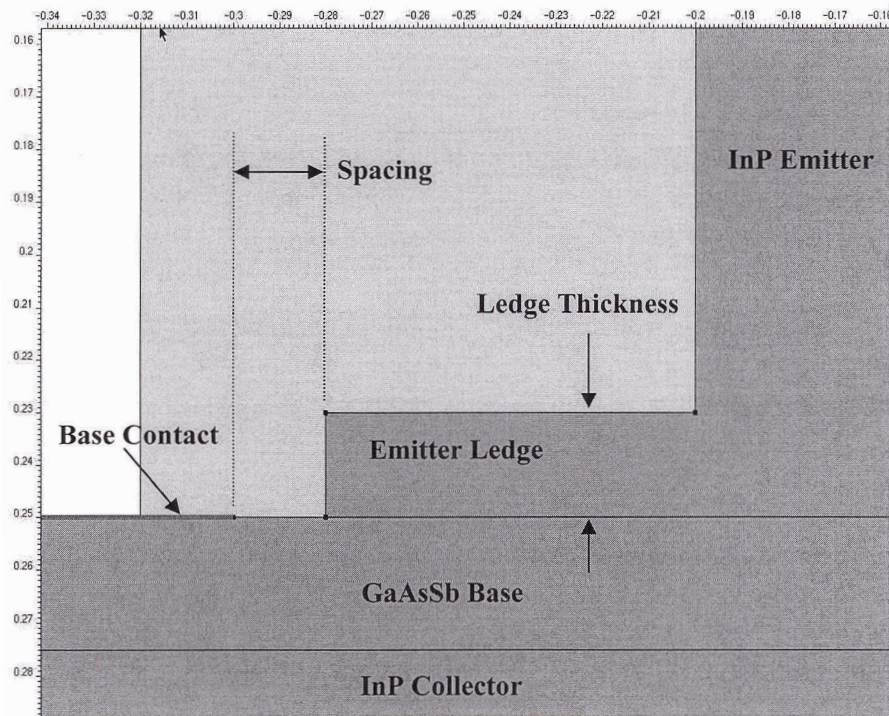 -0.34 -0.33 -0.32 -0.31 -0.3 -0.29 -0.28 -0.27 -0.26 -0.25 -0.24 -0.23 -0.22 -0.21 -0.2 -0.19 -0.18 -0.17 -0.16
0.16
0.17
0.18
0.19
0.2
0.21
0.22
0.23
0.24
0.25
0.26
0.27
0.28
InP Emitter
Spacing
Ledge Thickness
Base Contact
Emitter Ledge
GaAsSb Base
InP Collector